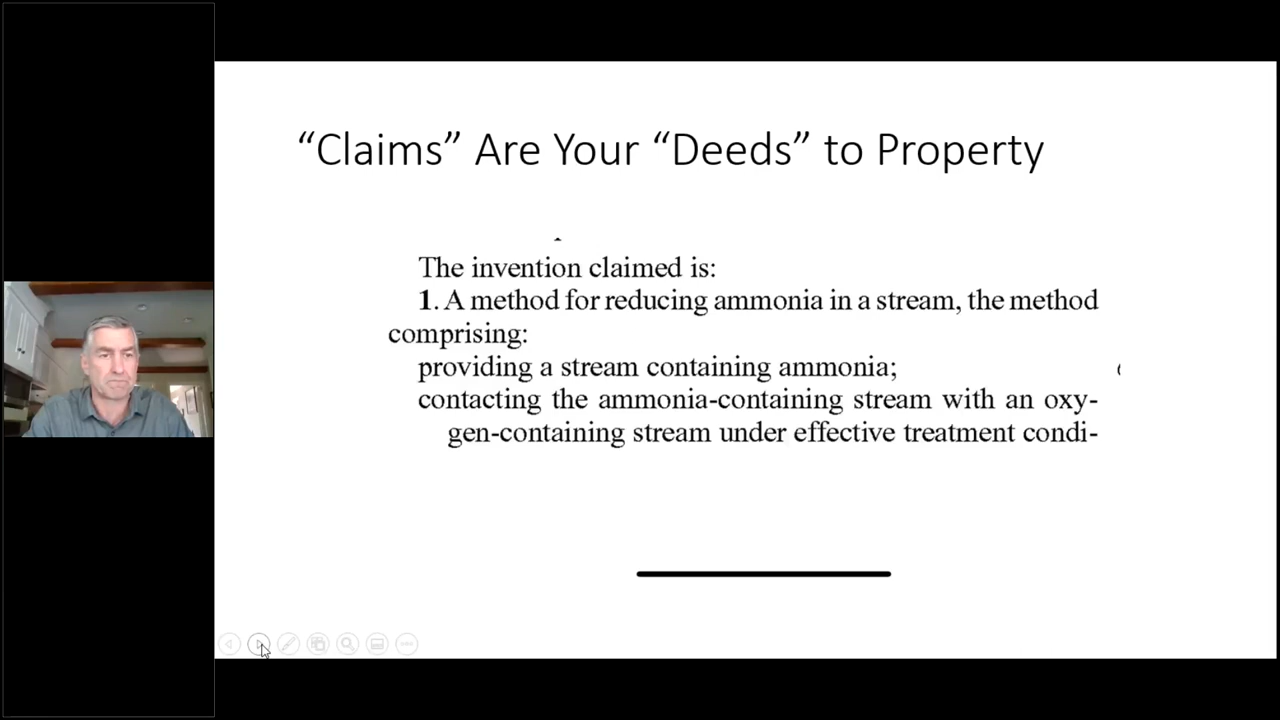 “Claims” Are Your “Deeds” to Property
The invention claimed is:
1. A method for reducing ammonia in a stream, the method
comprising:
providing a stream containing ammonia;
contacting the ammonia-containing stream with an oxy-
gen-containing stream under effective treatment condi-